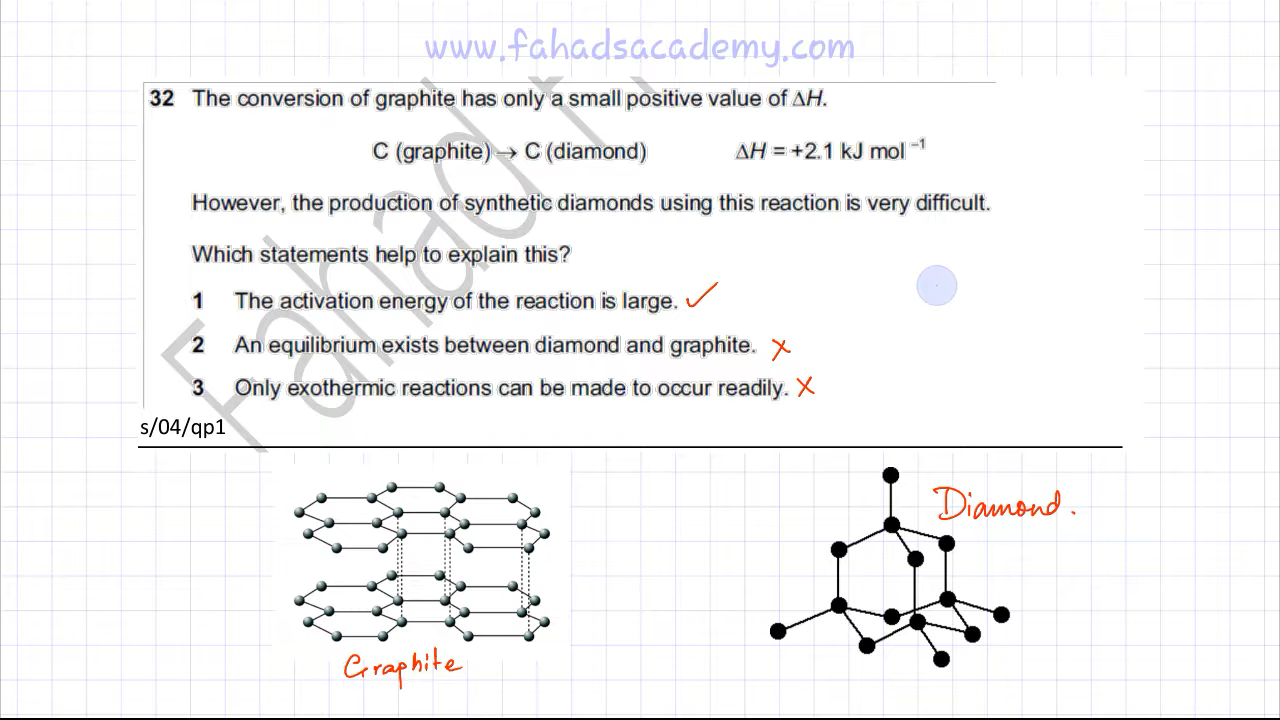 www.fahadsacademy.com
32 The conversion of graphite has only a small positive value of ΔH.
C (graphite) → C (diamond) ΔH = +2.1 kJ mol ⁻¹
However, the production of synthetic diamonds using this reaction is very difficult.
Which statements help to explain this?
1 The activation energy of the reaction is large. ✓
2 An equilibrium exists between diamond and graphite. ✗
3 Only exothermic reactions can be made to occur readily. ✗
s/04/qp1
Diamond.
Graphite